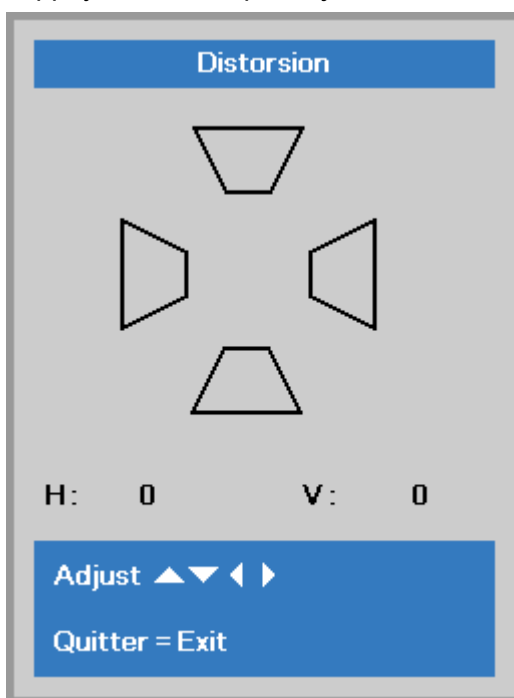 Distorsion
H: 0 V: 0
Adjust ▲▼◀▶
Quitter = Exit